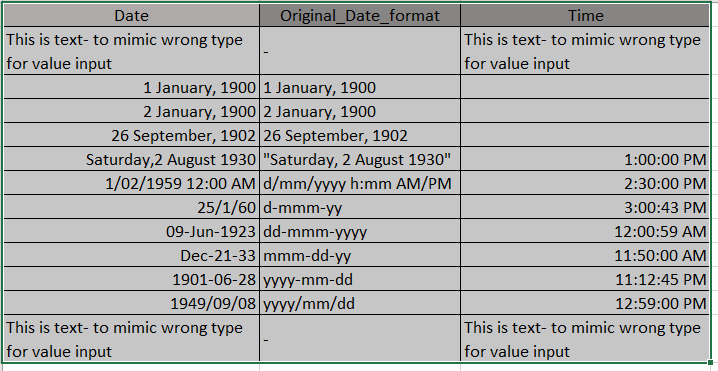 Date Original_Date_format Time
This is text- to mimic wrong type - This is text- to mimic wrong type
for value input for value input
1 January, 1900 1 January, 1900
2 January, 1900 2 January, 1900
26 September, 1902 26 September, 1902
Saturday,2 August 1930 "Saturday, 2 August 1930" 1:00:00 PM
1/02/1959 12:00 AM d/mm/yyyy h:mm AM/PM 2:30:00 PM
25/1/60 d-mmm-yy 3:00:43 PM
09-Jun-1923 dd-mmm-yyyy 12:00:59 AM
Dec-21-33 mmm-dd-yy 11:50:00 AM
1901-06-28 yyyy-mm-dd 11:12:45 PM
1949/09/08 yyyy/mm/dd 12:59:00 PM
This is text- to mimic wrong type - This is text- to mimic wrong type
for value input for value input